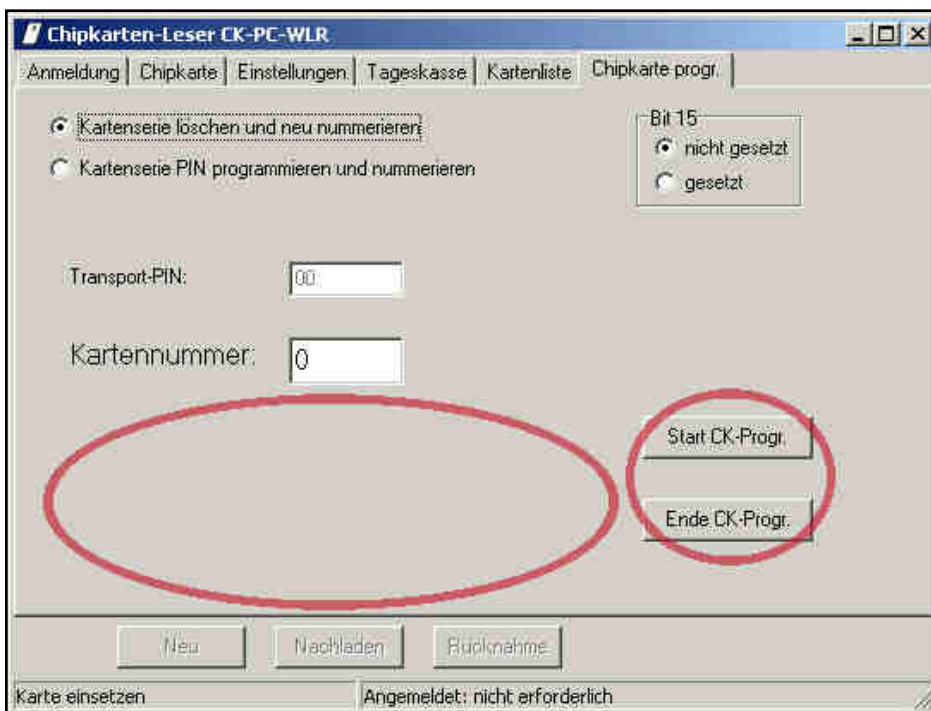 Chipkarten-Leser CK-PC-WLR
Anmeldung Chipkarte Einstellungen Tageskasse Kartenliste Chipkarte progr.
Kartenserie löschen und neu nummerieren
Kartenserie PIN programmieren und nummerieren
Bit 15
nicht gesetzt
gesetzt
Transport-PIN: 00
Kartennummer: 0
Start CK-Progr.
Ende CK-Progr.
Neu Nachladen Rücknahme
Karte einsetzen Angemeldet: nicht erforderlich